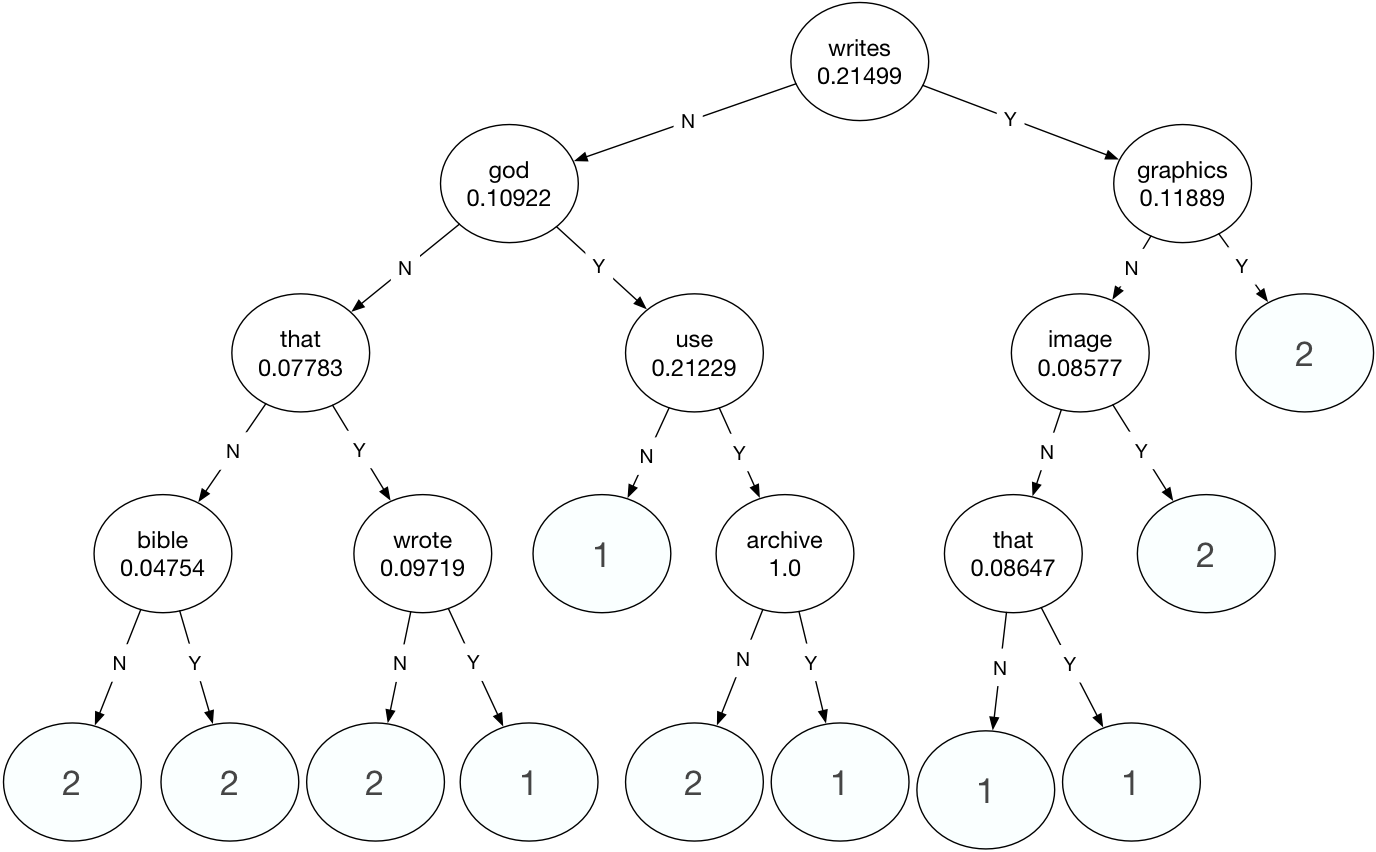 writes
0.21499
N
Y
god
0.10922
graphics
0.11889
N
Y
N
Y
that
0.07783
use
0.21229
image
0.08577
2
N
Y
N
Y
N
Y
bible
0.04754
wrote
0.09719
1
archive
1.0
that
0.08647
2
N
Y
N
Y
N
Y
N
Y
2
2
2
1
2
1
1
1